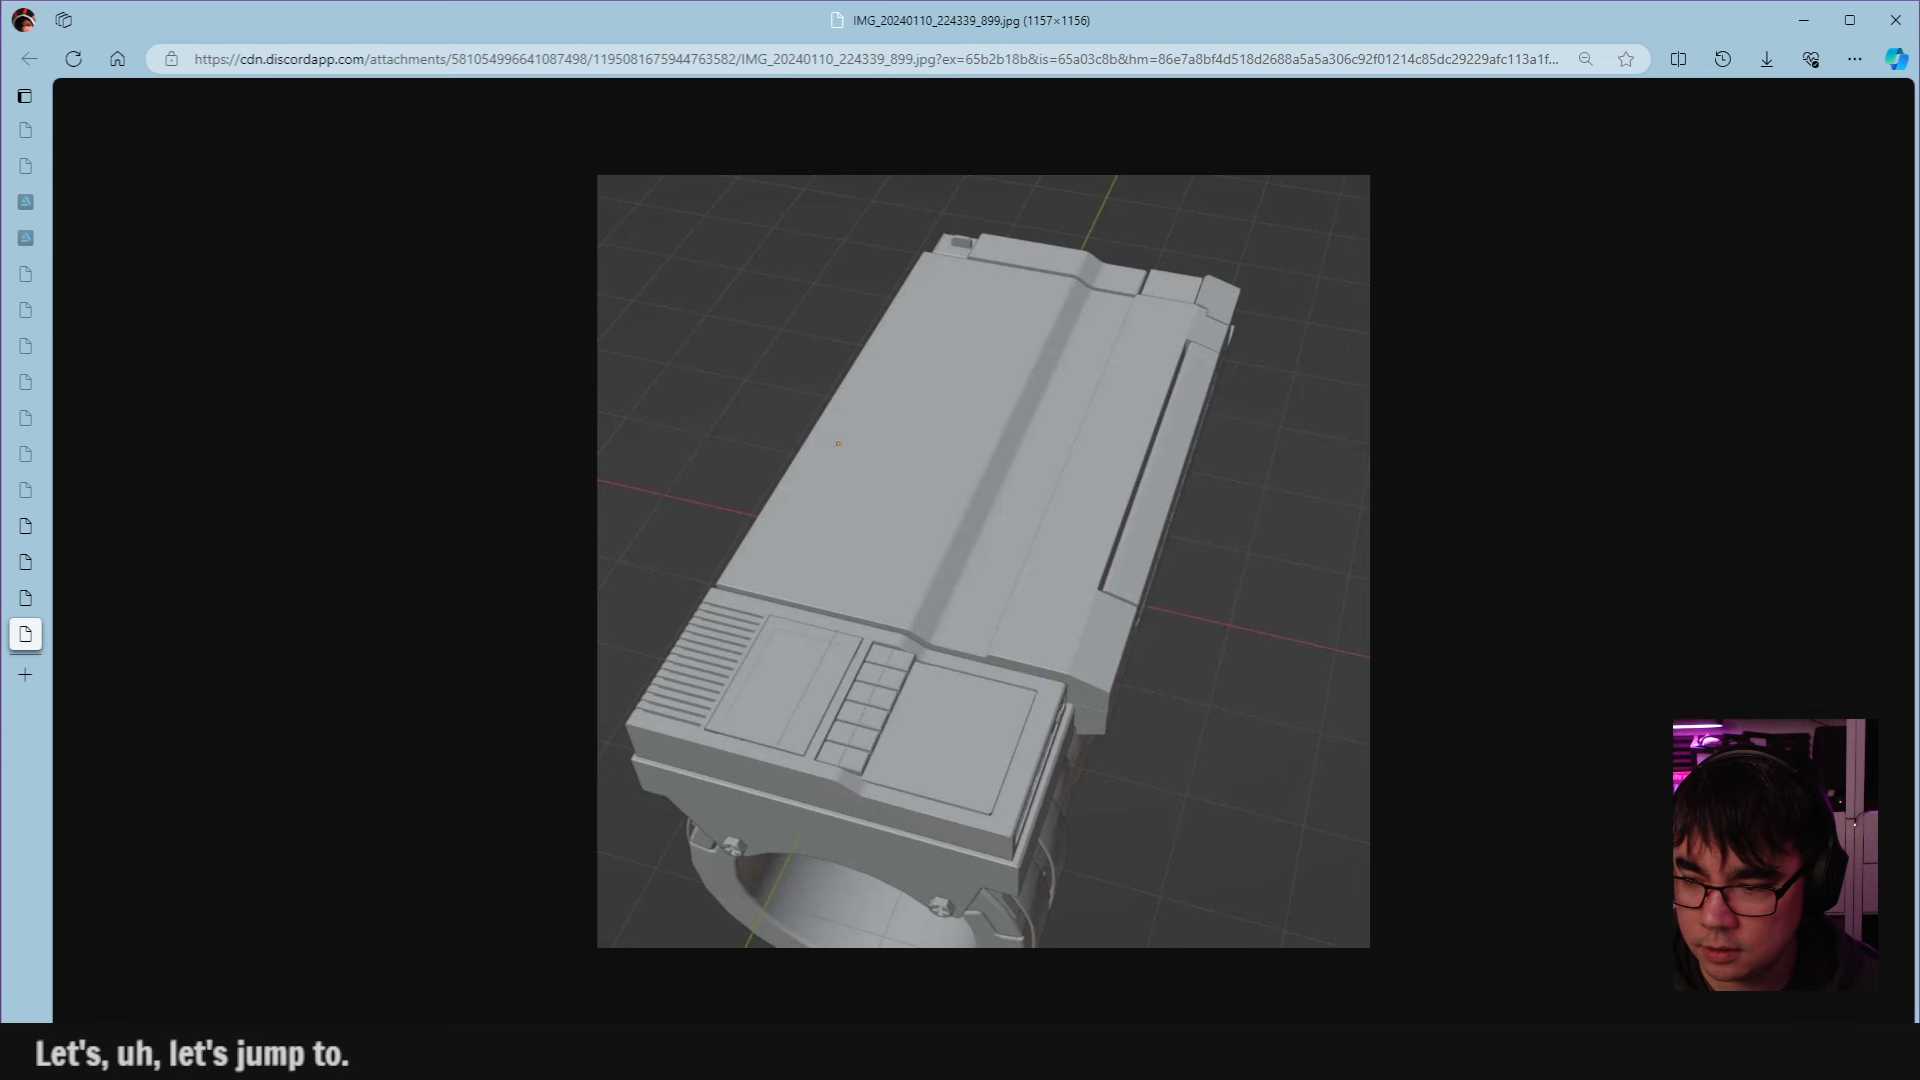 IMG_20240110_224339_899.jpg (1157×1156)
https://cdn.discordapp.com/attachments/581054996641087498/1195081675944763582/IMG_20240110_224339_899.jpg?ex=65b2b18b&is=65a03c8b&hm=86e7a8bf4d518d2688a5a5a306c92f01214c85dc29229afc113a1f...
Let's, uh, let's jump to.